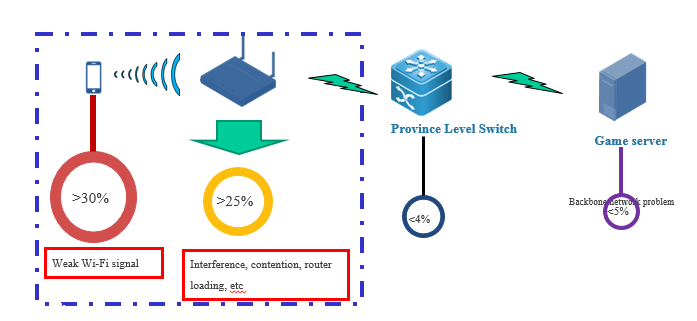 Province Level Switch
Game server
>30%
>25%
<4%
Backbone network problem
<5%
Weak Wi-Fi signal
Interference, contention, router
loading, etc